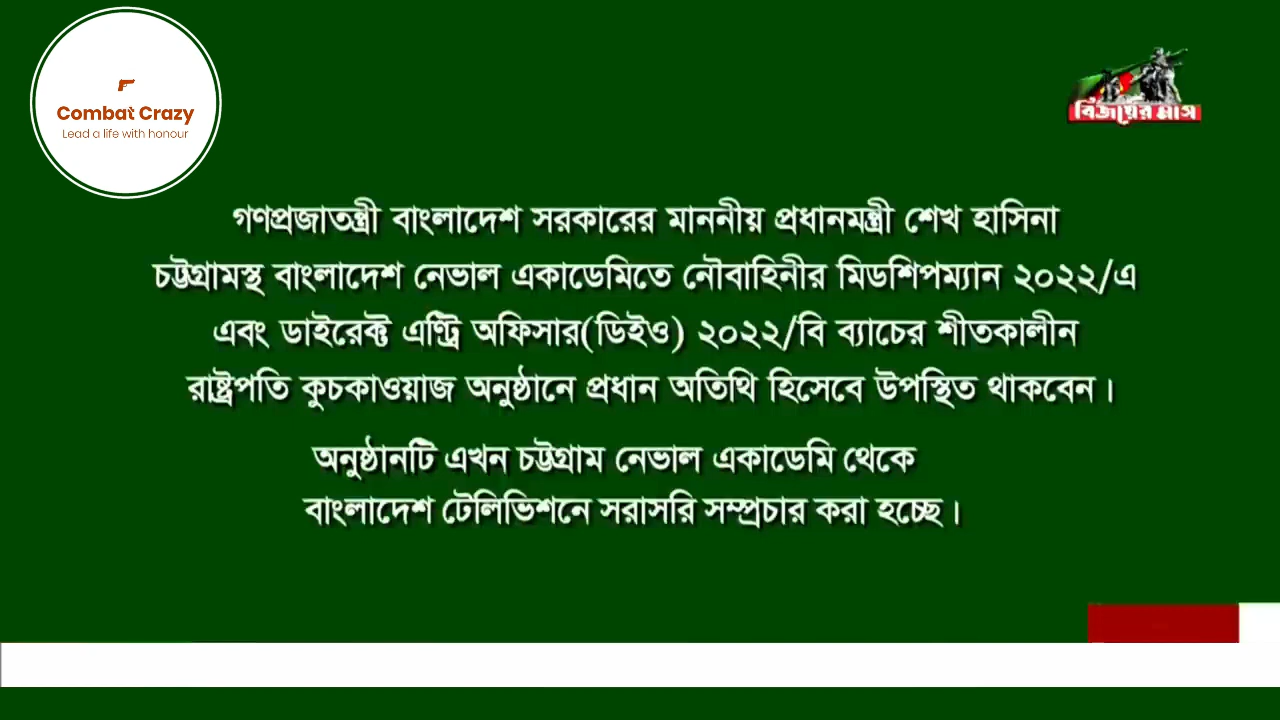 Combat Crazy
Lead a life with honour
বিজয়ের মাস
গণপ্রজাতন্ত্রী বাংলাদেশ সরকারের মাননীয় প্রধানমন্ত্রী শেখ হাসিনা
চট্টগ্রামস্থ বাংলাদেশ নেভাল একাডেমিতে নৌবাহিনীর মিডশিপম্যান ২০২২/এ
এবং ডাইরেক্ট এন্ট্রি অফিসার(ডিইও) ২০২২/বি ব্যাচের শীতকালীন
রাষ্ট্রপতি কুচকাওয়াজ অনুষ্ঠানে প্রধান অতিথি হিসেবে উপস্থিত থাকবেন।
অনুষ্ঠানটি এখন চট্টগ্রাম নেভাল একাডেমি থেকে
বাংলাদেশ টেলিভিশনে সরাসরি সম্প্রচার করা হচ্ছে।